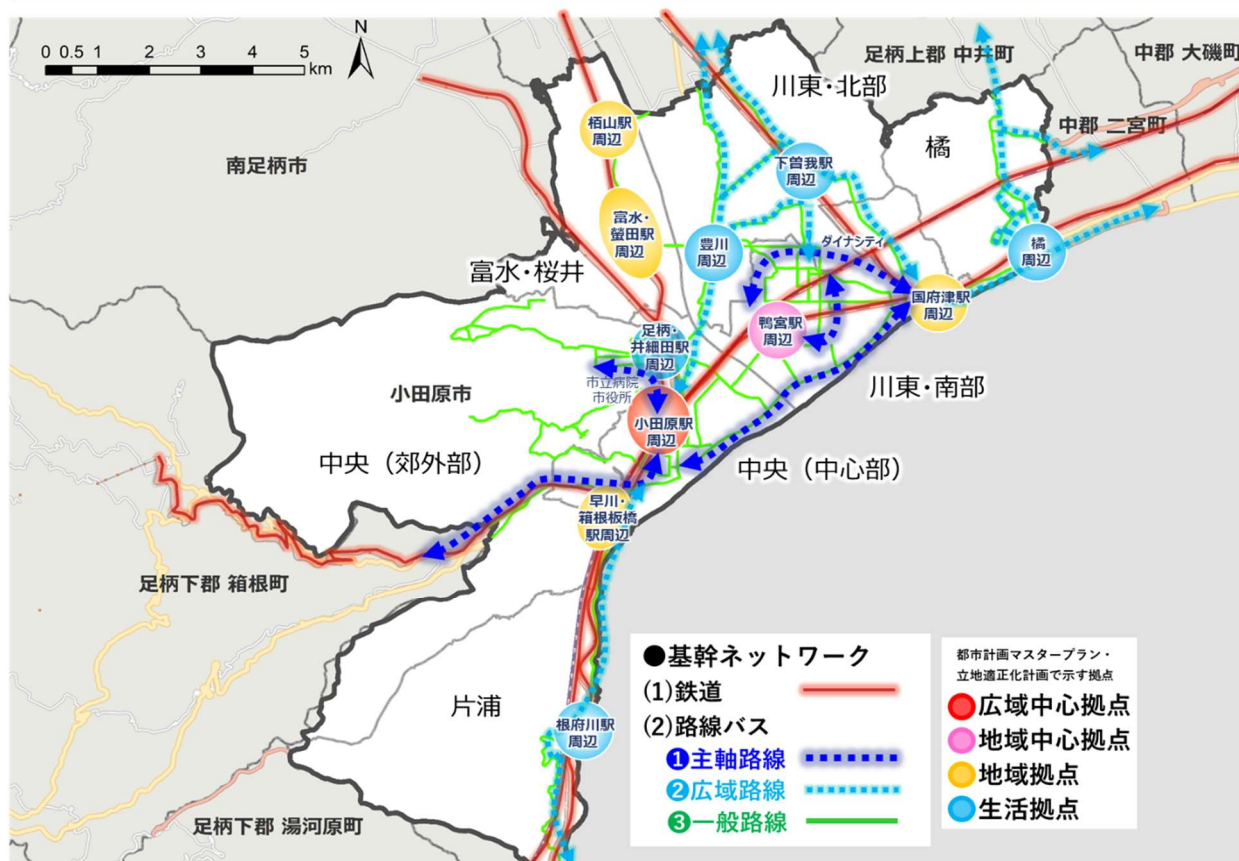 0 0.5 1 2 3 4 5
km
N
足柄上郡 中井町
中郡 大磯町
川東・北部
栢山駅
周辺
中郡 二宮町
橘
南足柄市
下曽我駅
周辺
富水・
螢田駅
周辺
豊川
周辺
ダイナシティ
橘
周辺
富水・桜井
国府津駅
周辺
鴨宮駅
周辺
足柄・
井細田駅
周辺
市立病院
市役所
川東・南部
小田原市
小田原駅
周辺
中央（郊外部）
中央（中心部）
早川・
箱根板橋
駅周辺
足柄下郡 箱根町
片浦
根府川駅
周辺
足柄下郡 湯河原町
●基幹ネットワーク
(1)鉄道
(2)路線バス
❶主軸路線
❷広域路線
❸一般路線
都市計画マスタープラン・
立地適正化計画で示す拠点
広域中心拠点
地域中心拠点
地域拠点
生活拠点